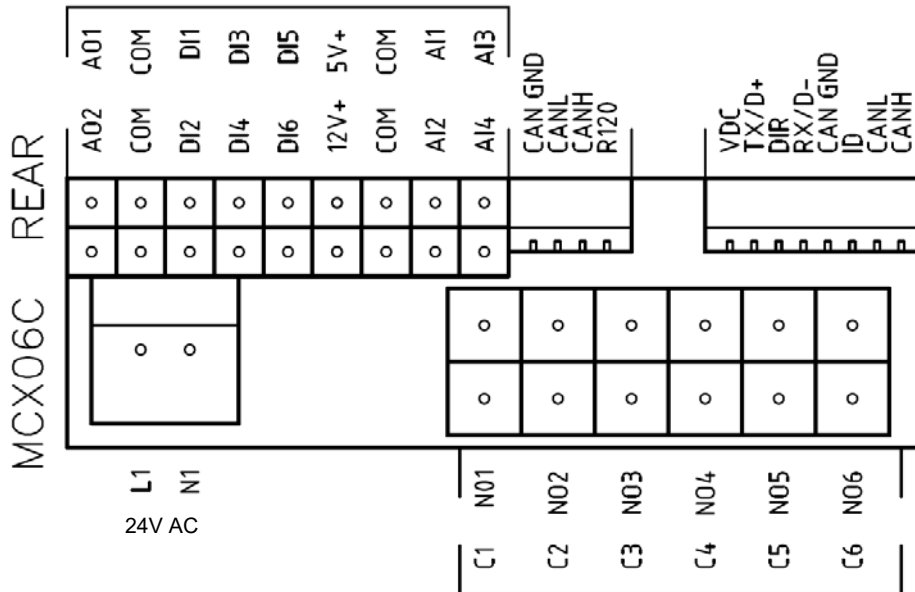 AO1 COM DI1 DI3 DI5 5V+ COM AI1 AI3
AO2 COM DI2 DI4 DI6 12V+ COM AI2 AI4
CAN GND
CANL
CANH
R120
VDC
TX/D+
DIR
RX/D-
CAN GND
ID
CANL
CANH
MCX06C REAR
L1 N1
24V AC
NO1 NO2 NO3 NO4 NO5 NO6
C1 C2 C3 C4 C5 C6